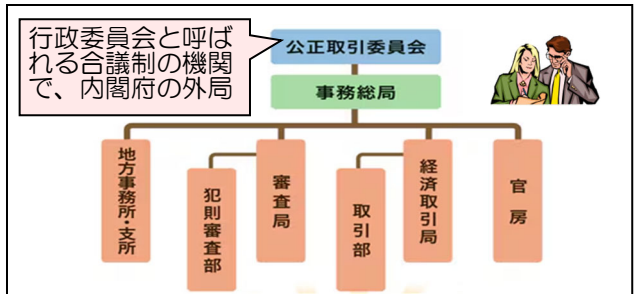 行政委員会と呼ば
れる合議制の機関
で、内閣府の外局
公正取引委員会
事務総局
地方事務所・支所
犯則審査部
審査局
取引部
経済取引局
官房